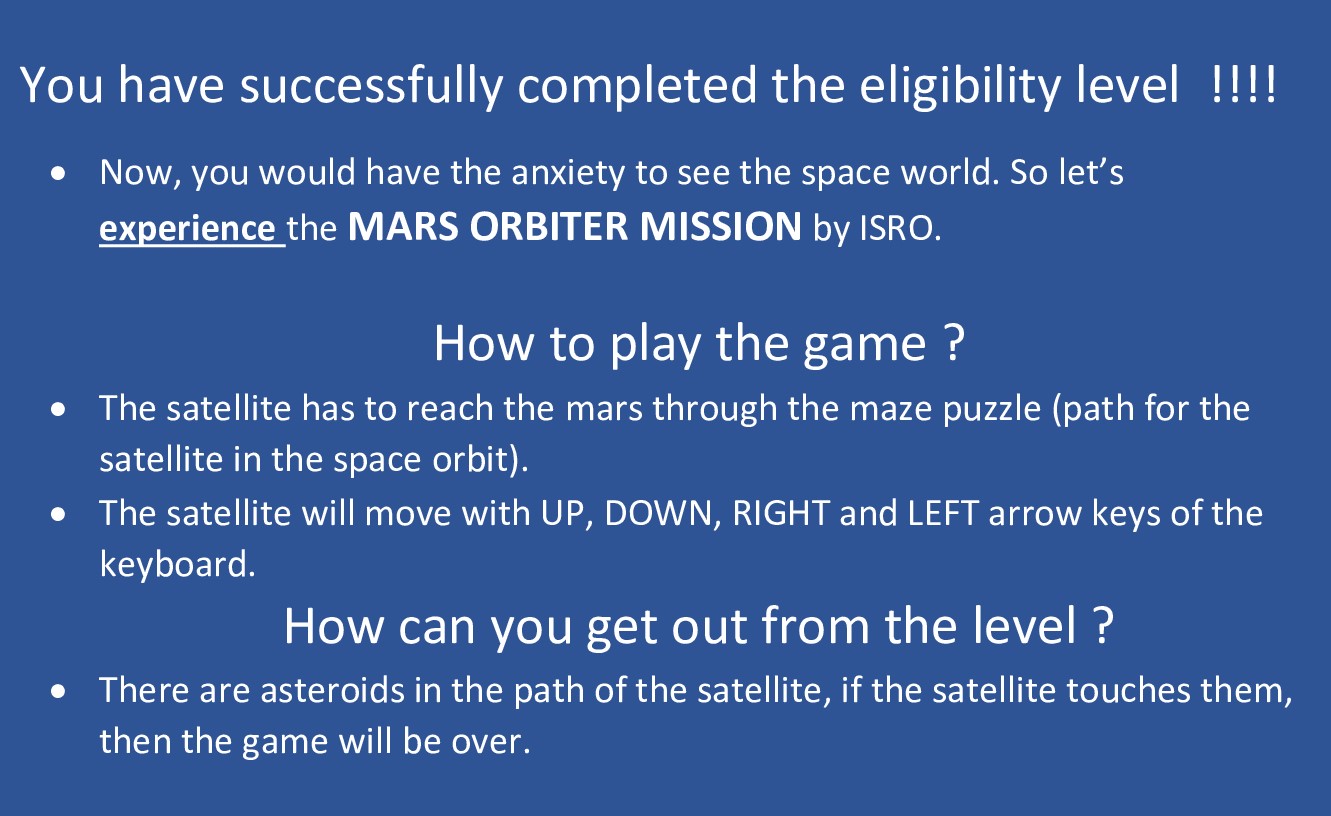 You have successfully completed the eligibility level  !!!!
• Now, you would have the anxiety to see the space world. So let’s
experience the MARS ORBITER MISSION by ISRO.
How to play the game ?
• The satellite has to reach the mars through the maze puzzle (path for the
satellite in the space orbit).
• The satellite will move with UP, DOWN, RIGHT and LEFT arrow keys of the
keyboard.
How can you get out from the level ?
• There are asteroids in the path of the satellite, if the satellite touches them,
then the game will be over.